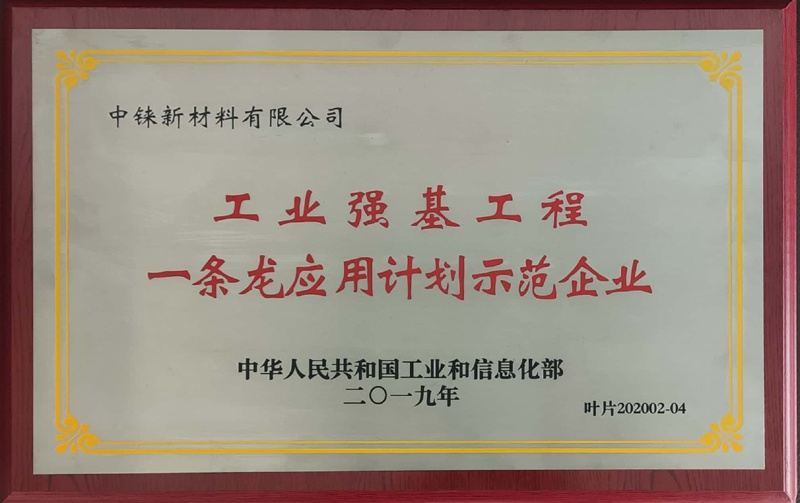 中铼新材料有限公司
工业强基工程
一条龙应用计划示范企业
中华人民共和国工业和信息化部
二〇一九年
叶片202002-04